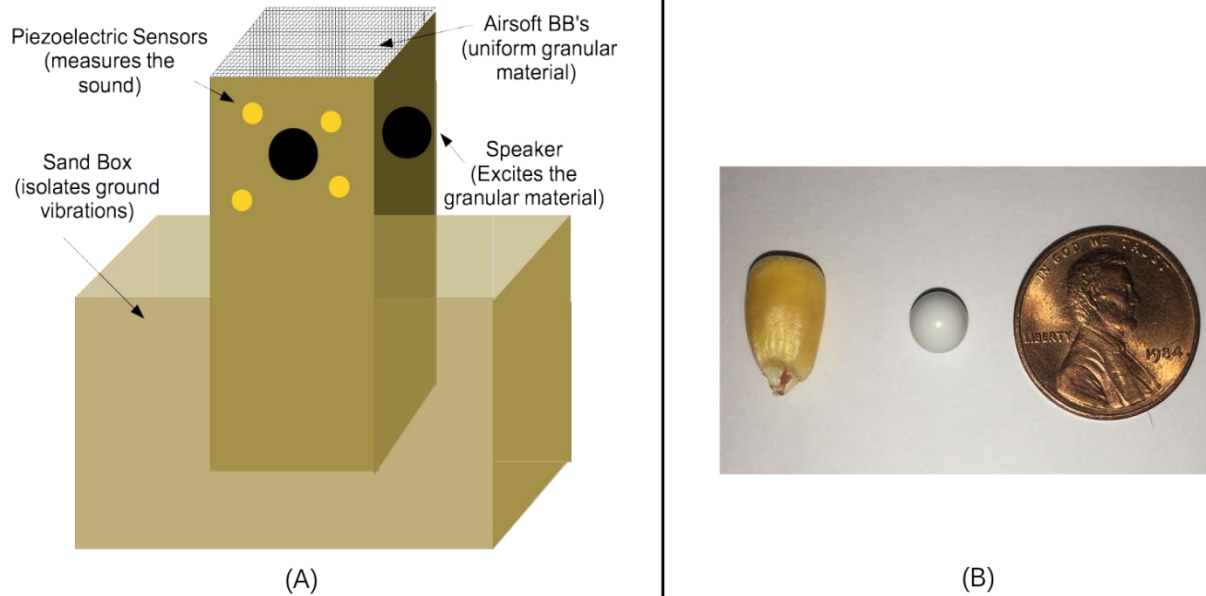 Piezoelectric Sensors
(measures the
sound)
Airsoft BB's
(uniform granular
material)
Sand Box
(isolates ground
vibrations)
Speaker
(Excites the
granular material)
(A)
IN GOD WE TRUST
LIBERTY
1984
(B)